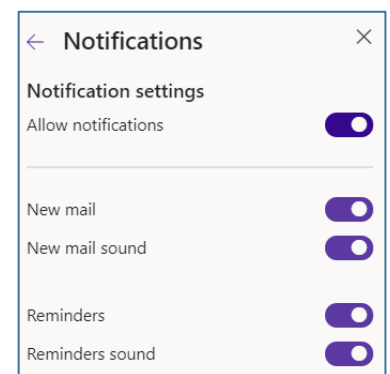 Notifications
Notification settings
Allow notifications
New mail
New mail sound
Reminders
Reminders sound